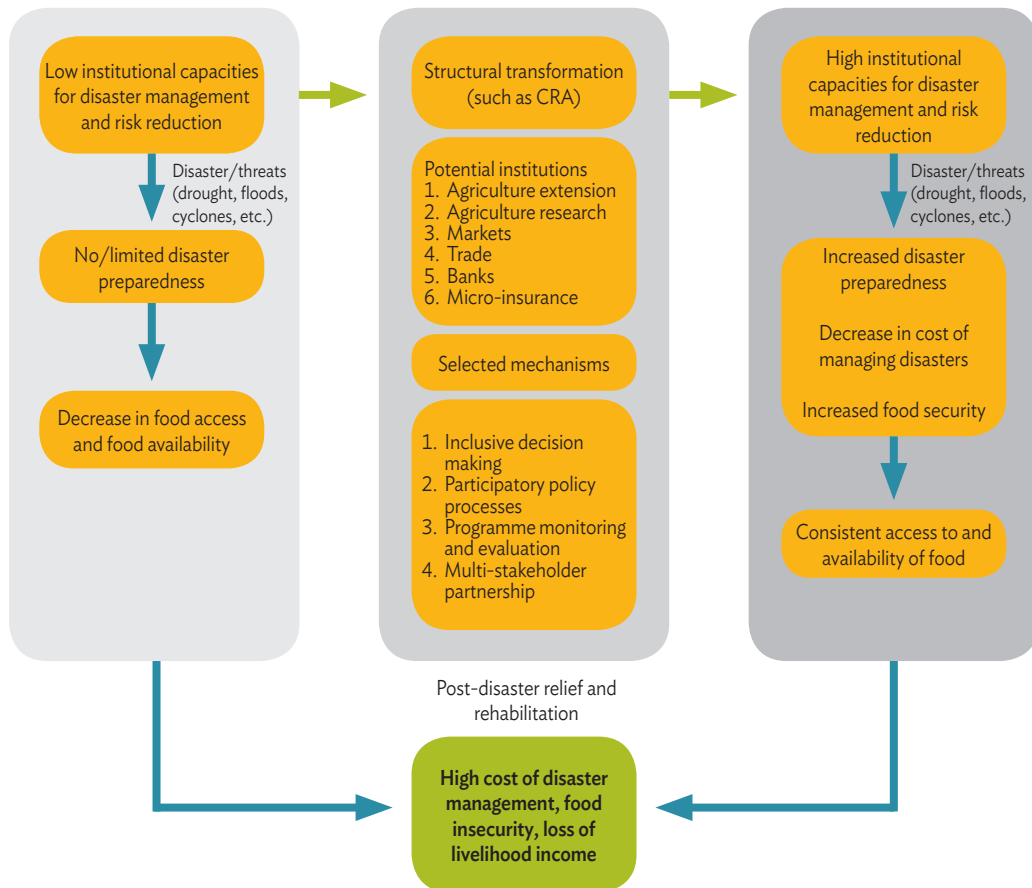 Low institutional capacities
for disaster management
and risk reduction
Disaster/threats
(drought, floods,
cyclones, etc.)
No/limited disaster
preparedness
Decrease in food access
and food availability
Structural transformation
(such as CRA)
Potential institutions
1. Agriculture extension
2. Agriculture research
3. Markets
4. Trade
5. Banks
6. Micro-insurance
Selected mechanisms
1. Inclusive decision
making
2. Participatory policy
processes
3. Programme monitoring
and evaluation
4. Multi-stakeholder
partnership
High institutional
capacities for disaster
management and risk
reduction
Disaster/threats
(drought, floods,
cyclones, etc.)
Increased disaster
preparedness
Decrease in cost of
managing disasters
Increased food security
Consistent access to and
availability of food
Post-disaster relief and
rehabilitation
High cost of disaster
management, food
insecurity, loss of
livelihood income